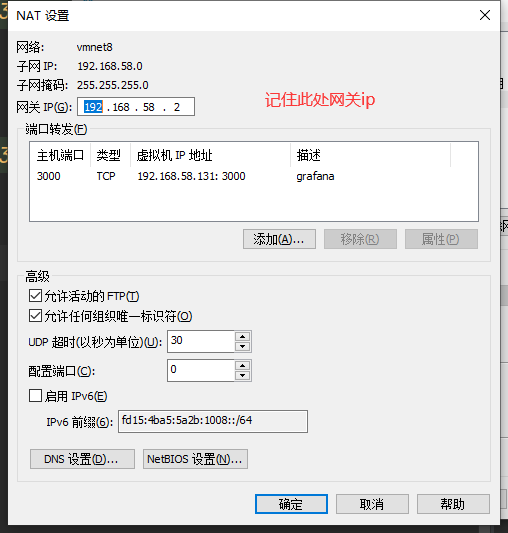 NAT 设置
网络: vmnet8
子网 IP: 192.168.58.0
子网掩码: 255.255.255.0
网关 IP(G): 192 . 168 . 58 . 2
记住此处网关ip
端口转发(F)
主机端口 类型 虚拟机 IP 地址 描述
3000 TCP 192.168.58.131: 3000 grafana
添加(A)... 移除(R) 属性(P)
高级
允许活动的 FTP(T)
允许任何组织唯一标识符(O)
UDP 超时(以秒为单位)(U): 30
配置端口(C): 0
启用 IPv6(E)
IPv6 前缀(6): fd15:4ba5:5a2b:1008::/64
DNS 设置(D)... NetBIOS 设置(N)...
确定 取消 帮助